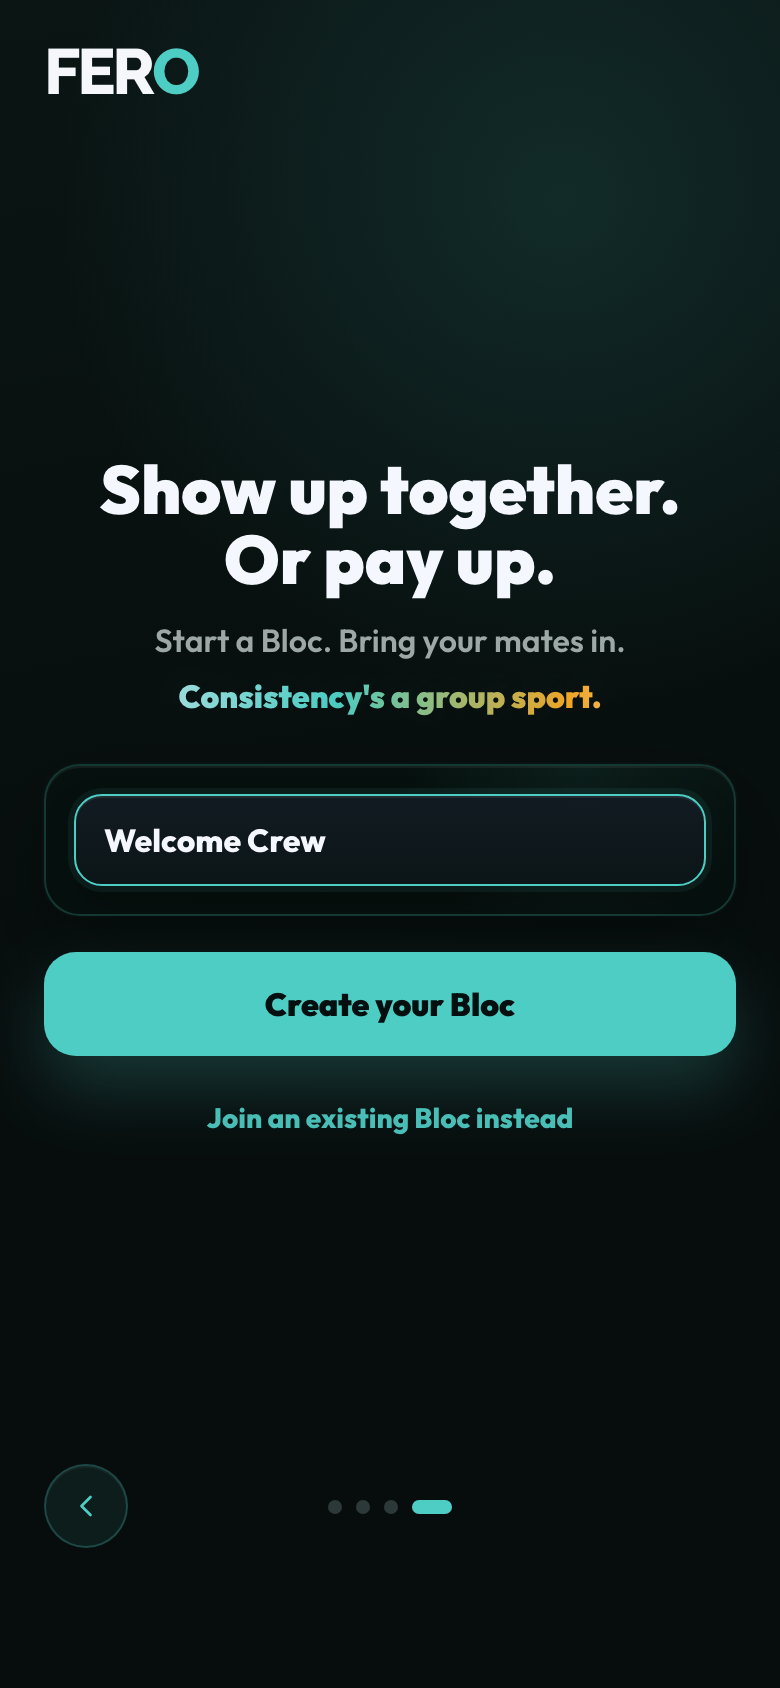 FERO
Show up together.
Or pay up.
Start a Bloc. Bring your mates in.
Consistency's a group sport.
Welcome Crew
Create your Bloc
Join an existing Bloc instead